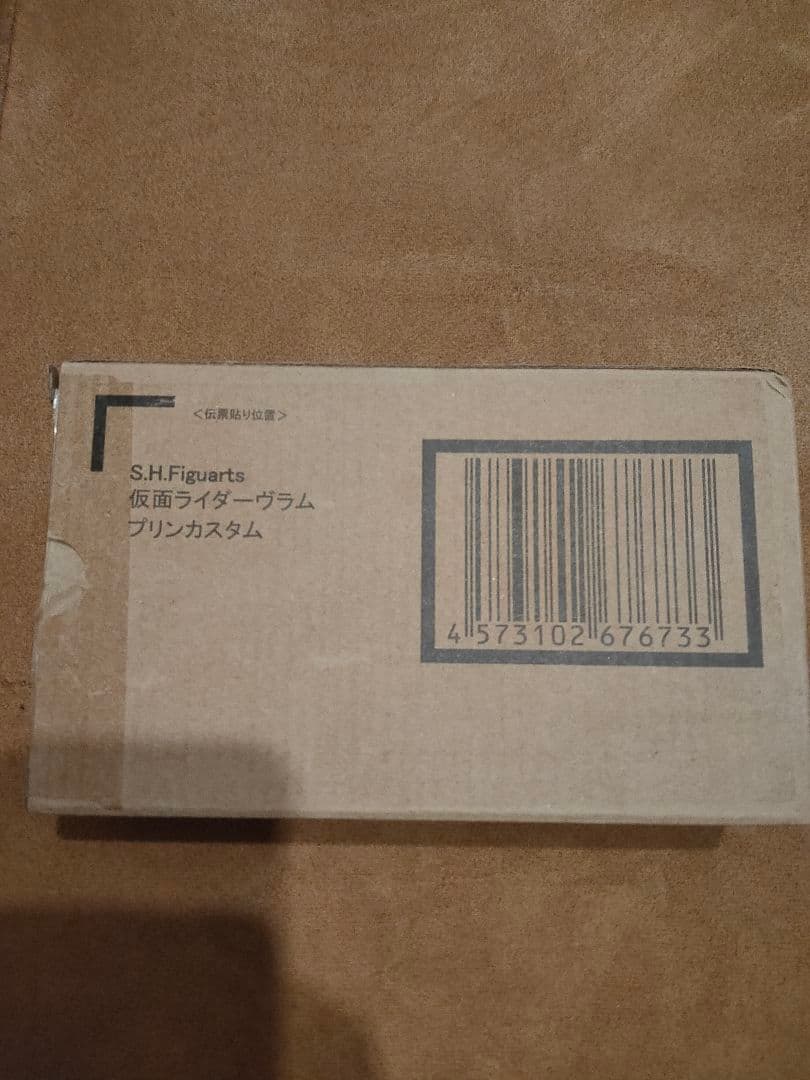 <伝票貼り位置>
S.H.Figuarts
仮面ライダーヴラム
プリンカスタム
4 573102 676733